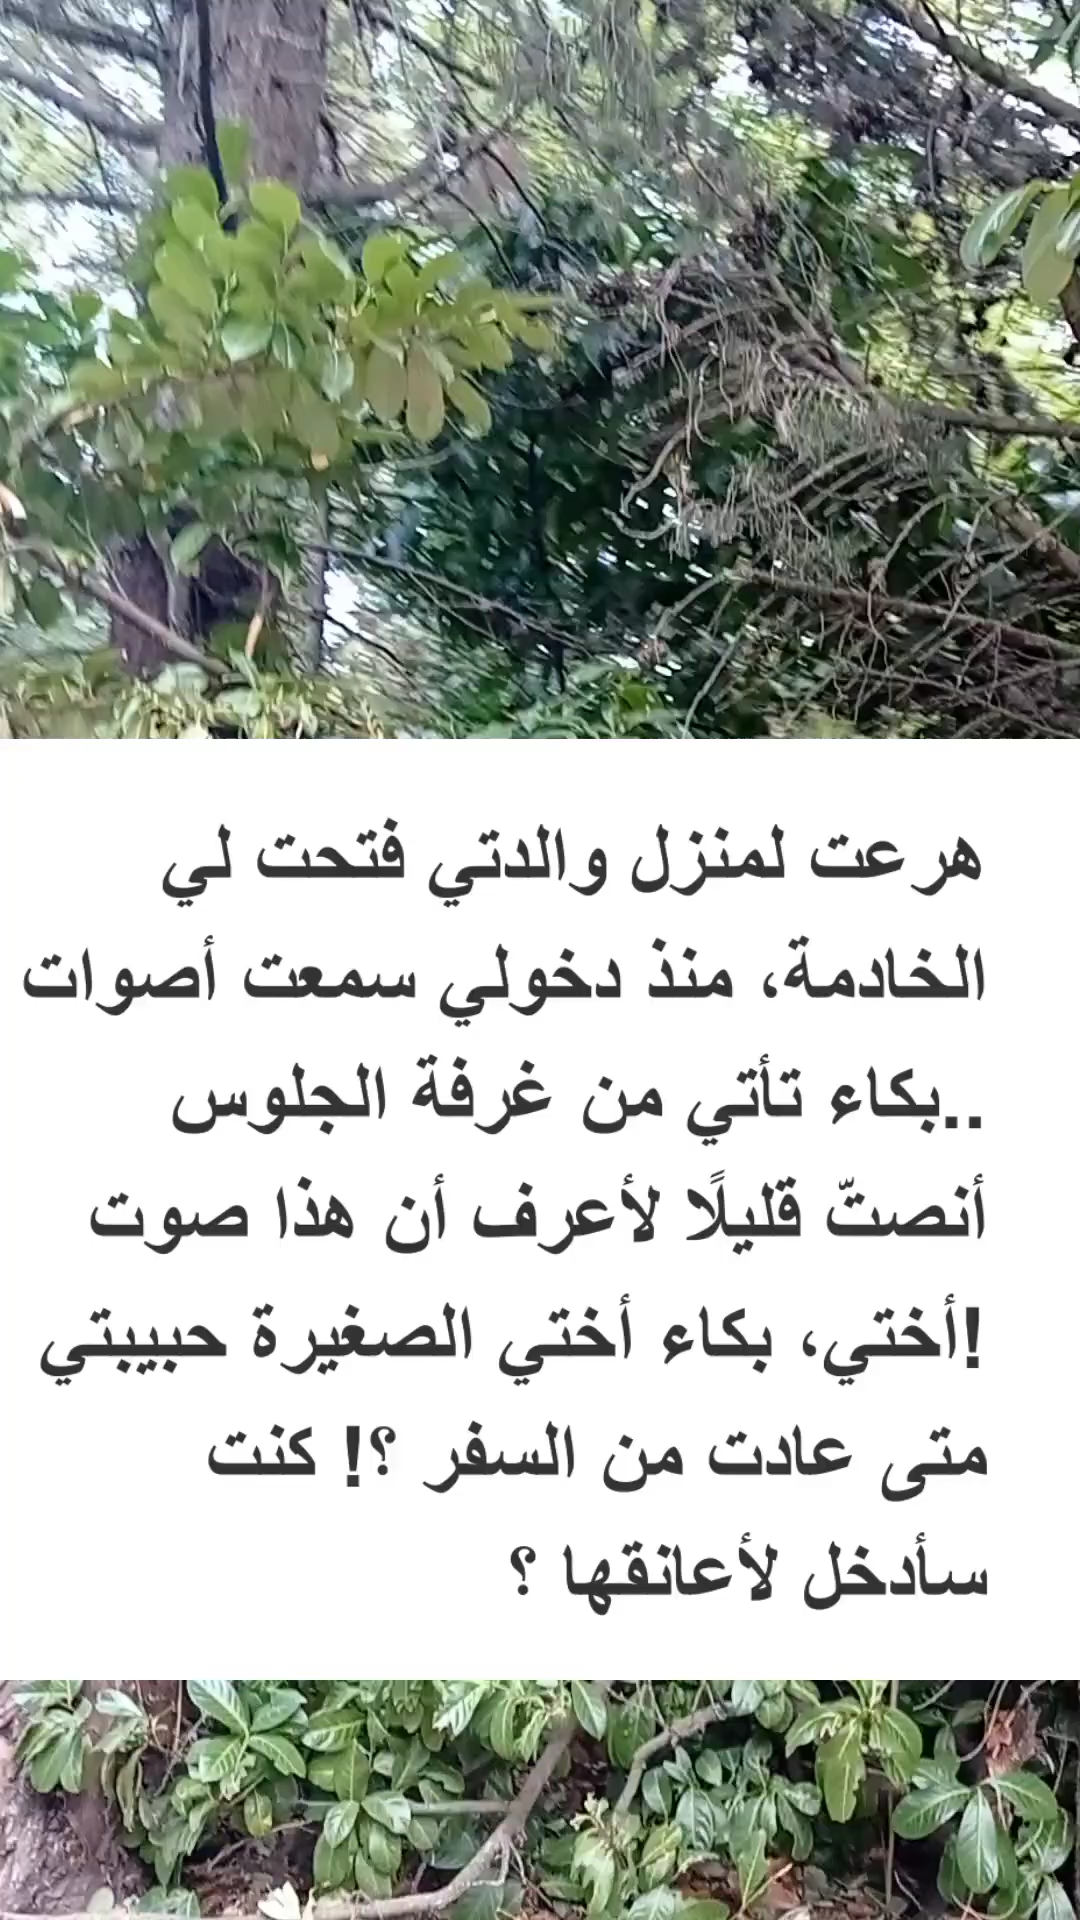 هرعت لمنزل والدتي فتحت لي
الخادمة، منذ دخولي سمعت أصوات
..بكاء تأتي من غرفة الجلوس
أنصتّ قليلًا لأعرف أن هذا صوت
!أختي، بكاء أختي الصغيرة حبيبتي
متى عادت من السفر ؟! كنت
سأدخل لأعانقها ؟